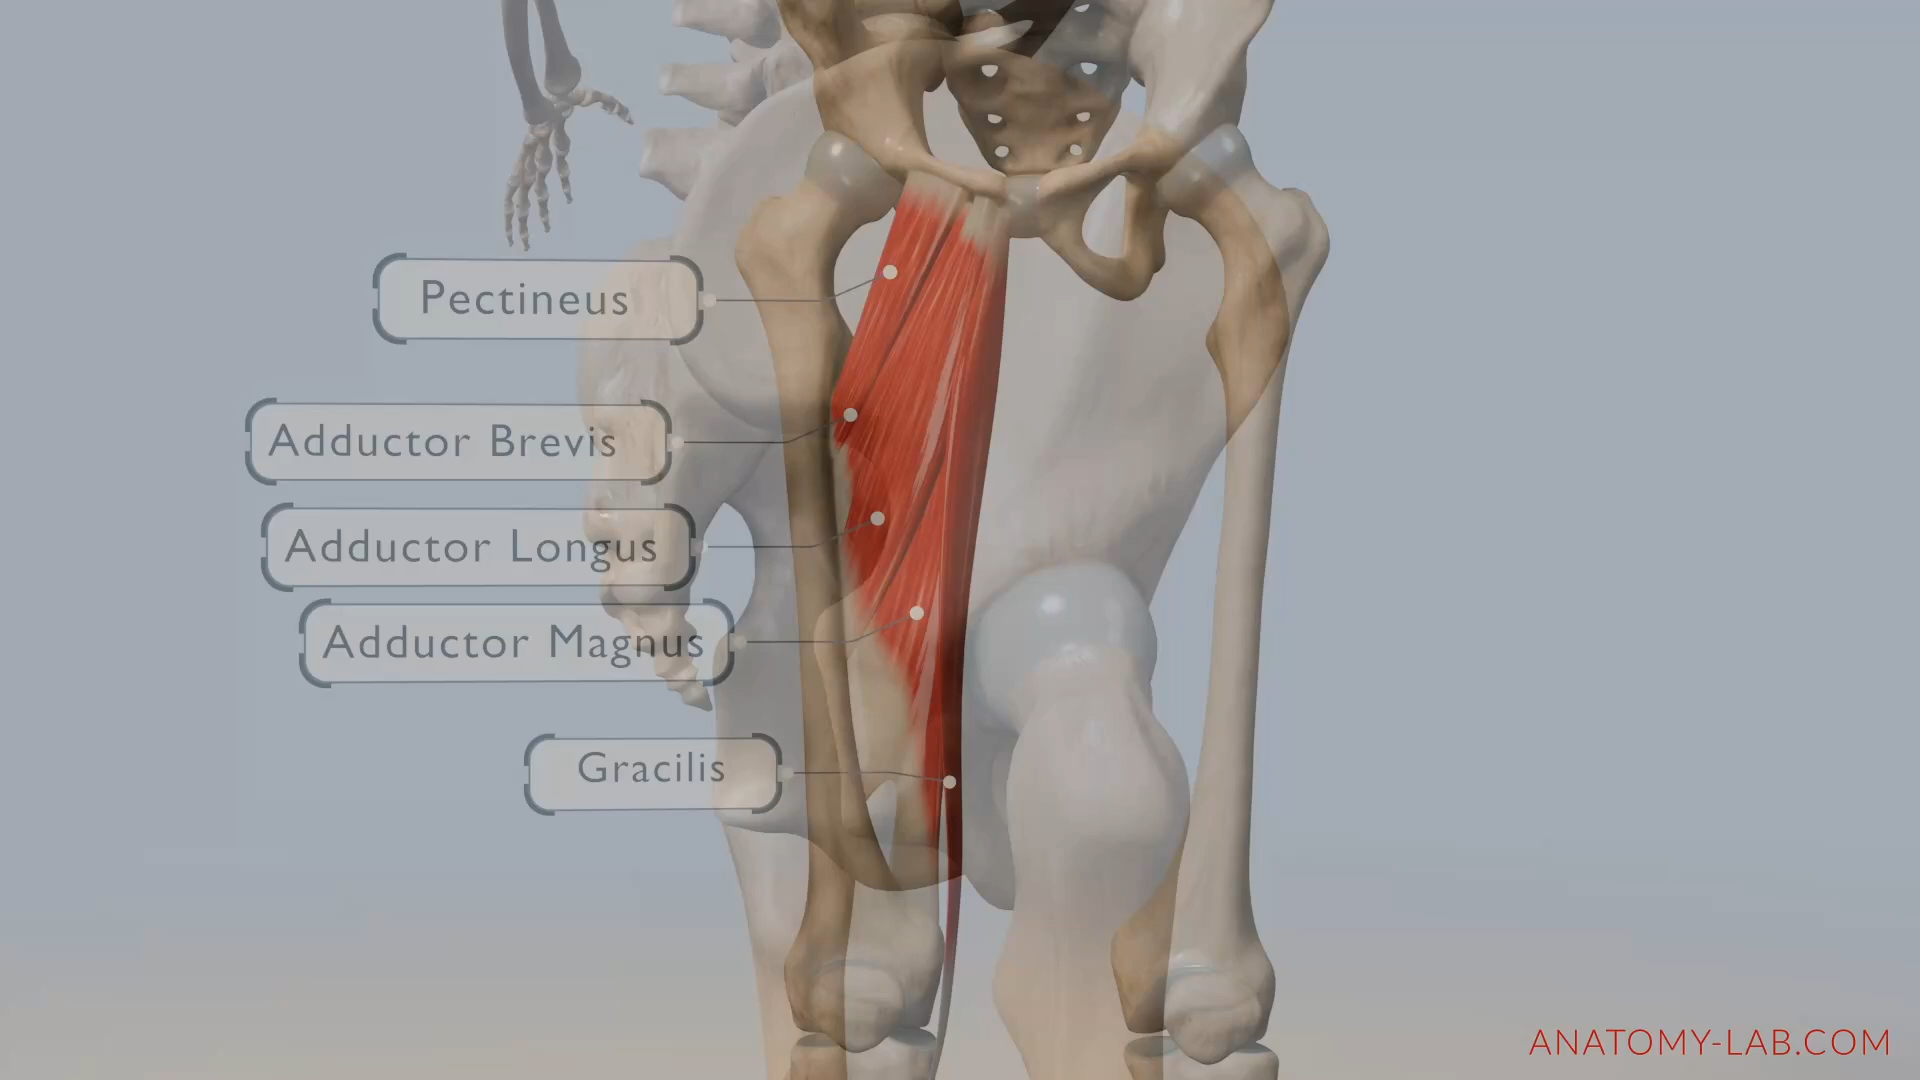 Pectineus
Adductor Brevis
Adductor Longus
Adductor Magnus
Gracilis
ANATOMY-LAB.COM